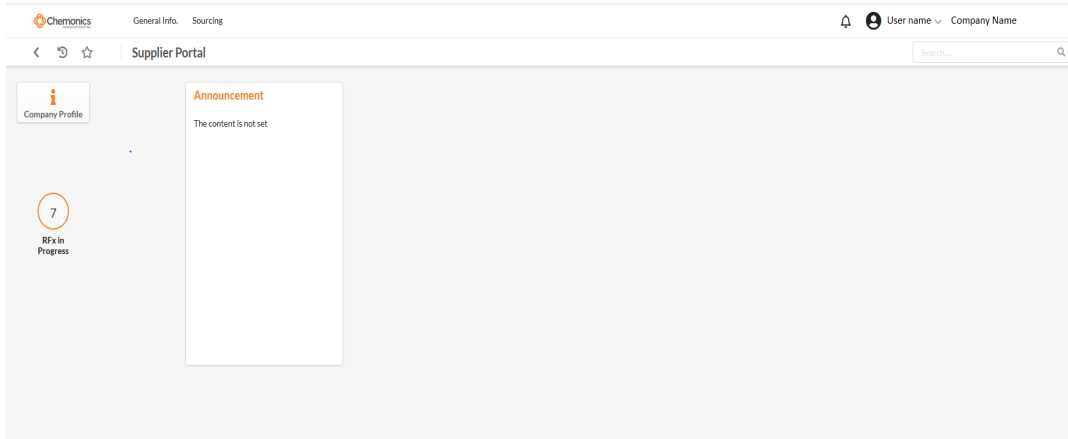 Chemonics
General Info. Sourcing
User name
Company Name
Supplier Portal
Search ...
Company Profile
Announcement
The content is not set
7
RFx in
Progress